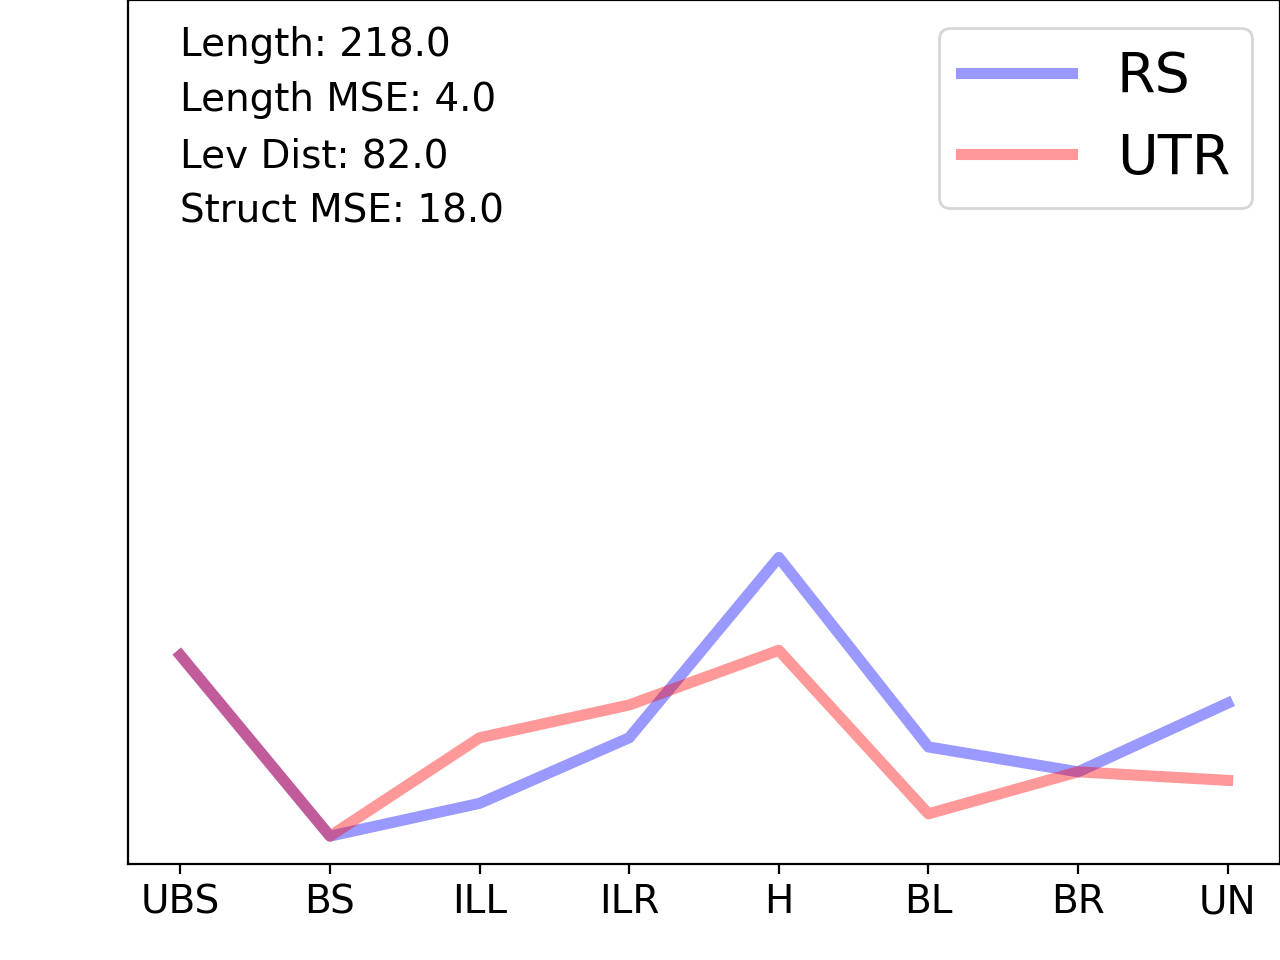 Length: 218.0
Length MSE: 4.0
Lev Dist: 82.0
Struct MSE: 18.0
RS
UTR
UBS BS ILL ILR H BL BR UN